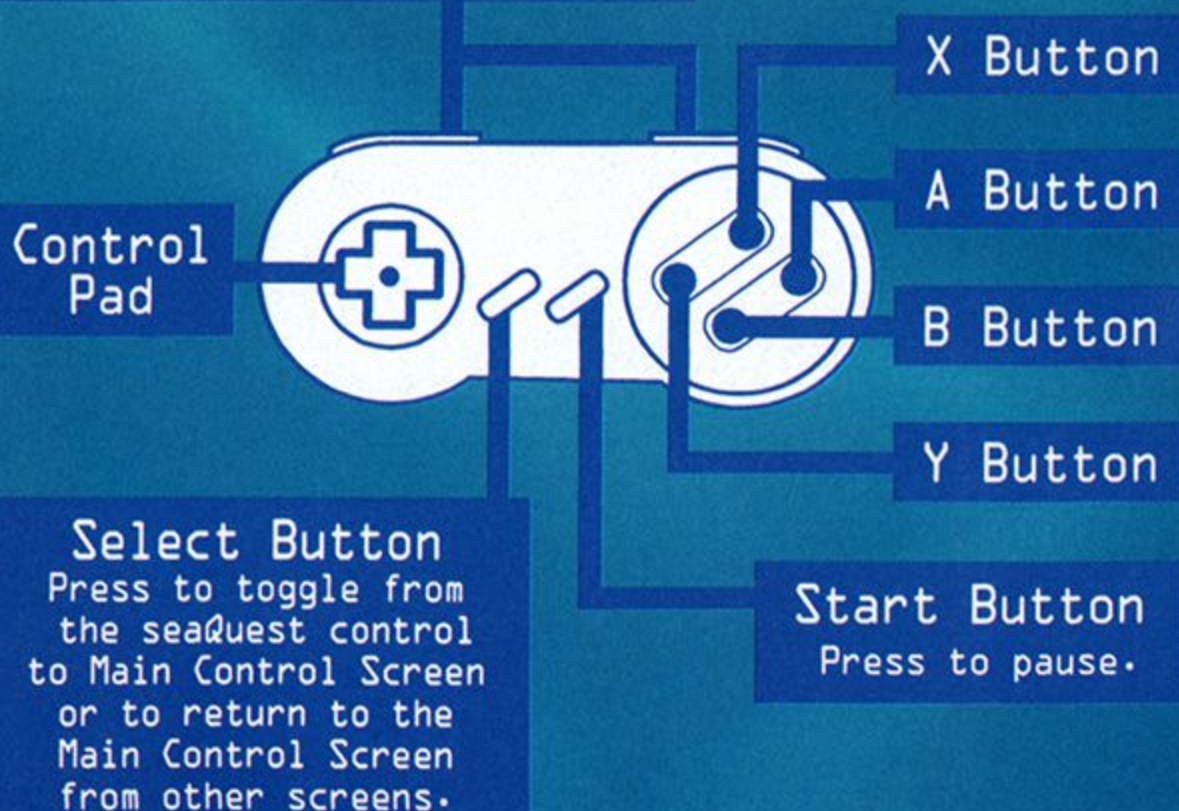 X Button
A Button
Control
Pad
B Button
Y Button
Select Button
Press to toggle from
the seaQuest control
to Main Control Screen
or to return to the
Main Control Screen
from other screens.
Start Button
Press to pause.